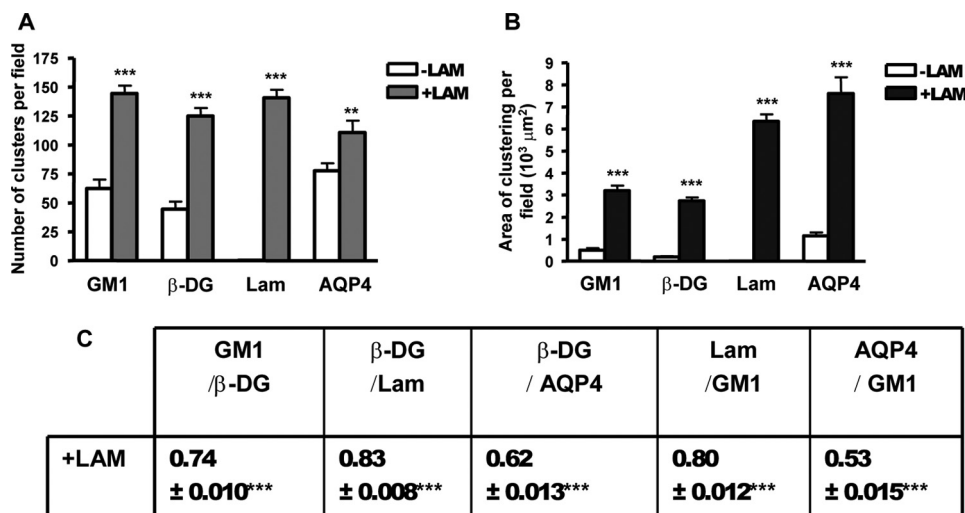 A
Number of clusters per field
175
150
125
100
75
50
25
0
***
***
***
**
-LAM
+LAM
GM1
β-DG
Lam
AQP4
B
Area of clustering per
field (10³ µm²)
9
8
7
6
5
4
3
2
1
0
***
***
***
***
-LAM
+LAM
GM1
β-DG
Lam
AQP4
C
GM1
/β-DG
β-DG
/Lam
β-DG
/ AQP4
Lam
/GM1
AQP4
/ GM1
+LAM
0.74
± 0.010***
0.83
± 0.008***
0.62
± 0.013***
0.80
± 0.012***
0.53
± 0.015***